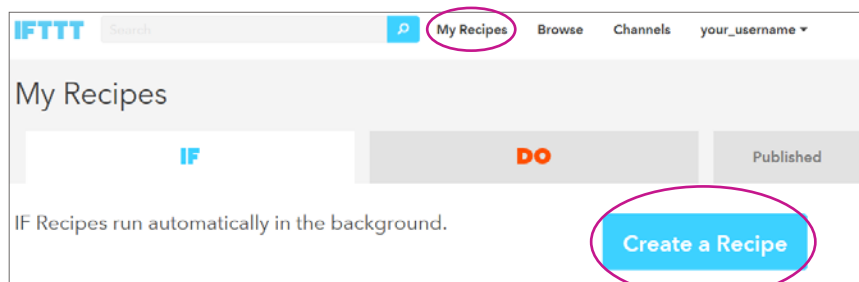 IFTTT Search My Recipes Browse Channels your_username ▾
My Recipes
IF DO Published
IF Recipes run automatically in the background.
Create a Recipe